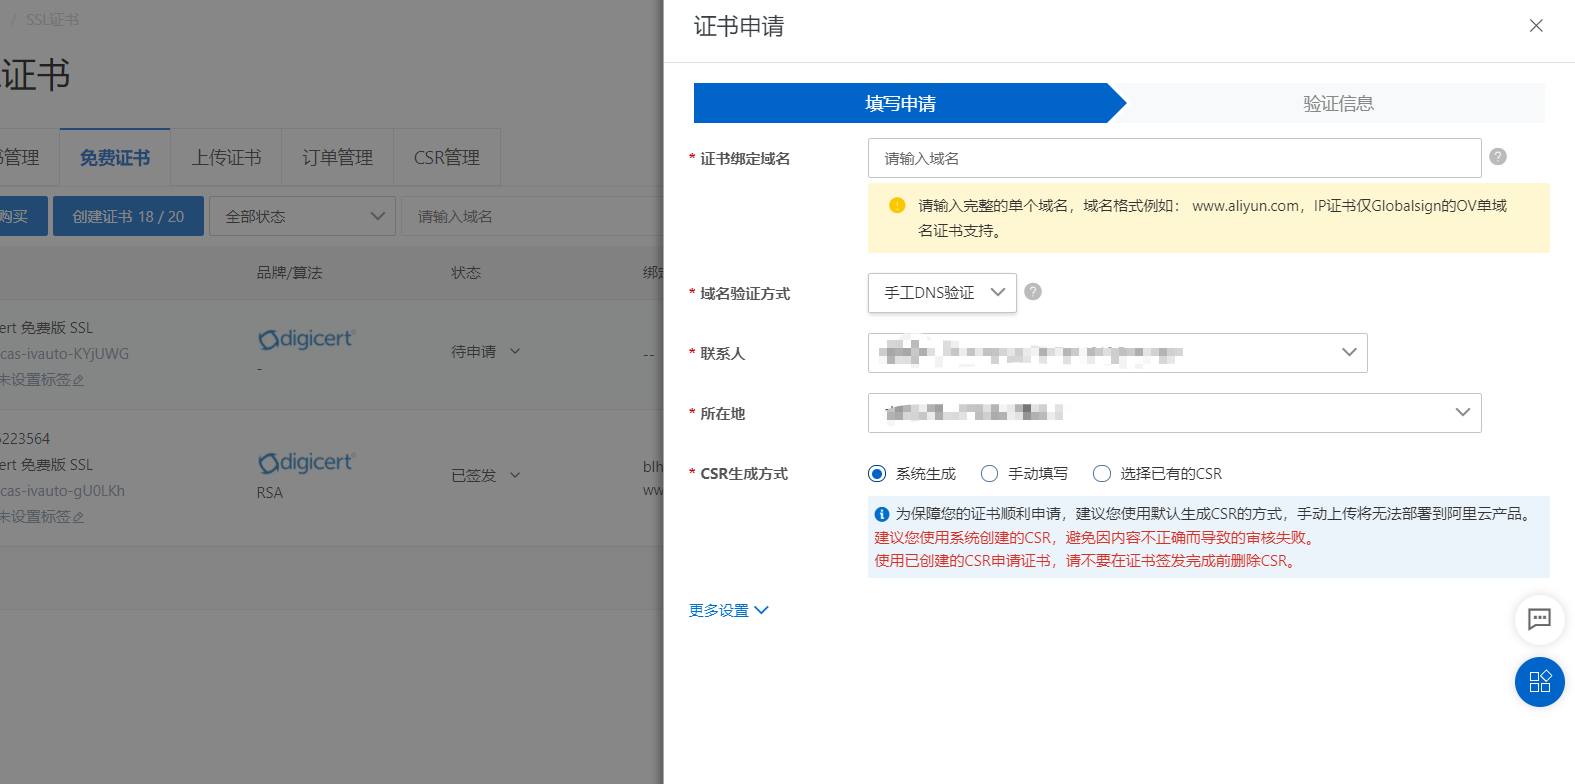 / SSL证书
证书
书管理
免费证书
上传证书
订单管理
CSR管理
购买
创建证书 18 / 20
全部状态
请输入域名
品牌/算法
状态
绑定
ert 免费版 SSL
cas-ivauto-KYjUWG
未设置标签
digicert
-
待申请
--
5223564
ert 免费版 SSL
cas-ivauto-gU0LKh
未设置标签
digicert
RSA
已签发
blh
ww
证书申请
填写申请
验证信息
* 证书绑定域名
请输入域名
请输入完整的单个域名，域名格式例如： www.aliyun.com，IP证书仅Globalsign的OV单域
名证书支持。
* 域名验证方式
手工DNS验证
* 联系人
* 所在地
* CSR生成方式
系统生成
手动填写
选择已有的CSR
为保障您的证书顺利申请，建议您使用默认生成CSR的方式，手动上传将无法部署到阿里云产品。
建议您使用系统创建的CSR，避免因内容不正确而导致的审核失败。
使用已创建的CSR申请证书，请不要在证书签发完成前删除CSR。
更多设置